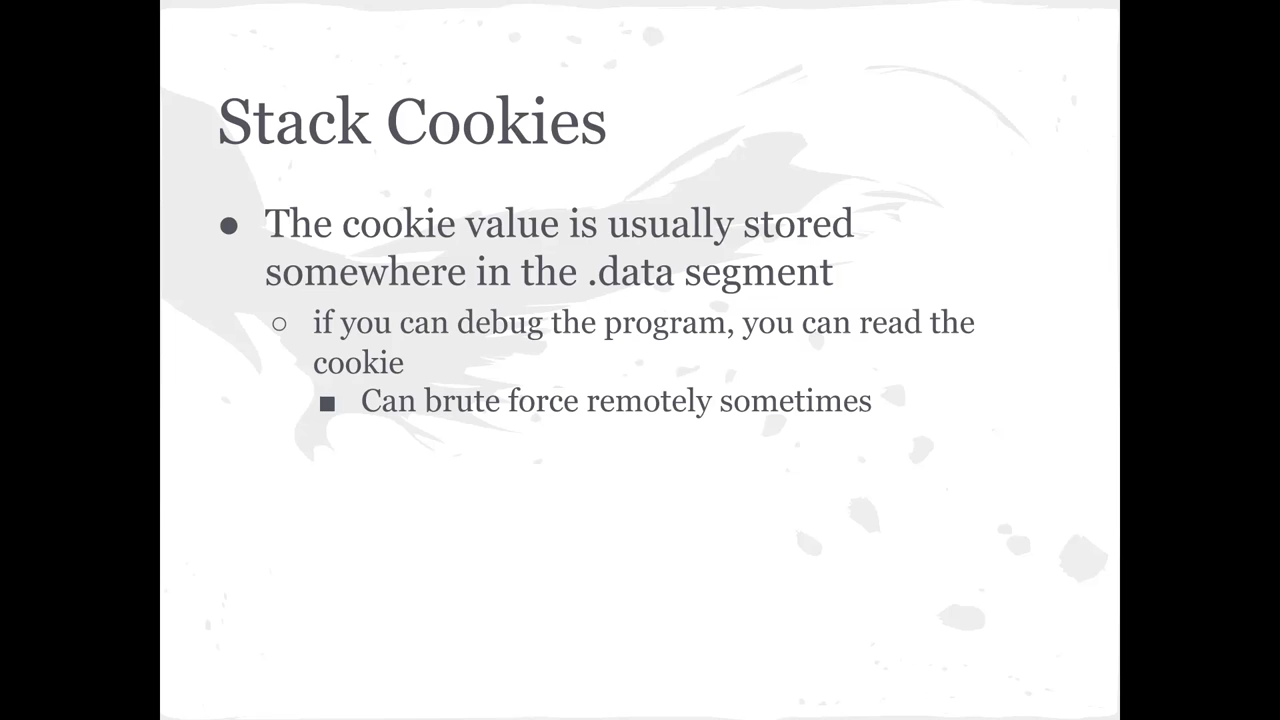 Stack Cookies
● The cookie value is usually stored
somewhere in the .data segment
○ if you can debug the program, you can read the
cookie
■ Can brute force remotely sometimes